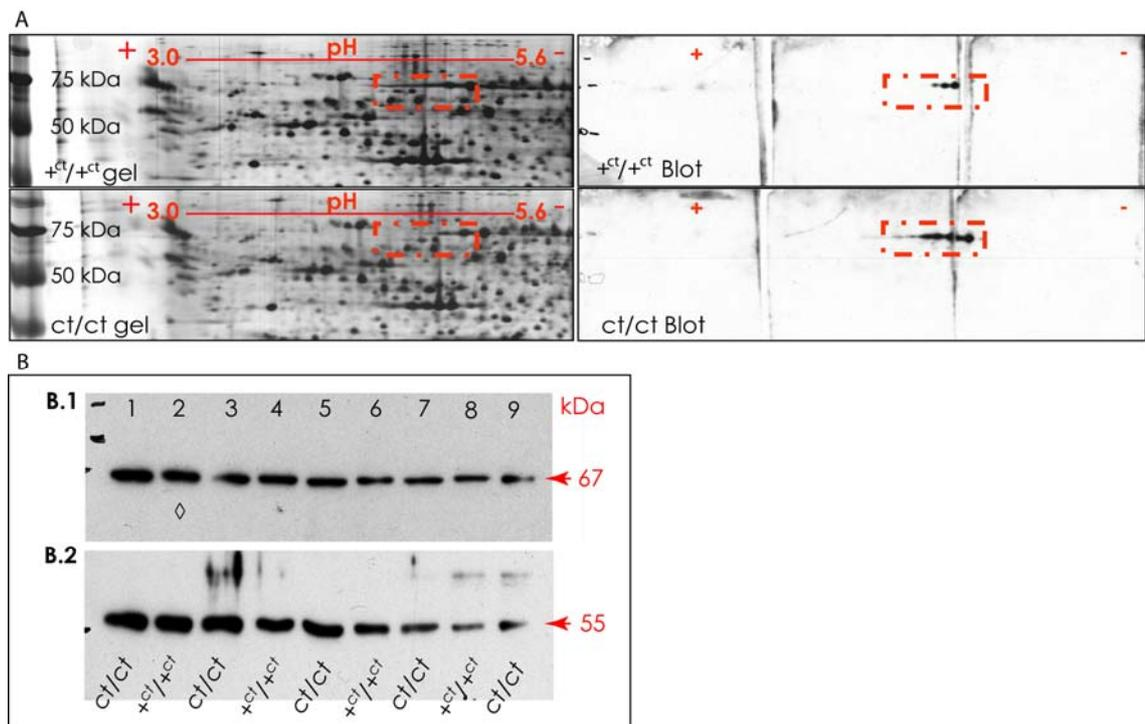 A
+ 3.0 pH 5.6 -
75 kDa
50 kDa
+ct/+ct gel
+ -
+ct/+ct Blot
+ 3.0 pH 5.6 -
75 kDa
50 kDa
ct/ct gel
+ -
ct/ct Blot
B
B.1 1 2 3 4 5 6 7 8 9 kDa
67
◊
B.2
55
ct/ct +ct/+ct ct/ct +ct/+ct ct/ct +ct/+ct ct/ct +ct/+ct ct/ct